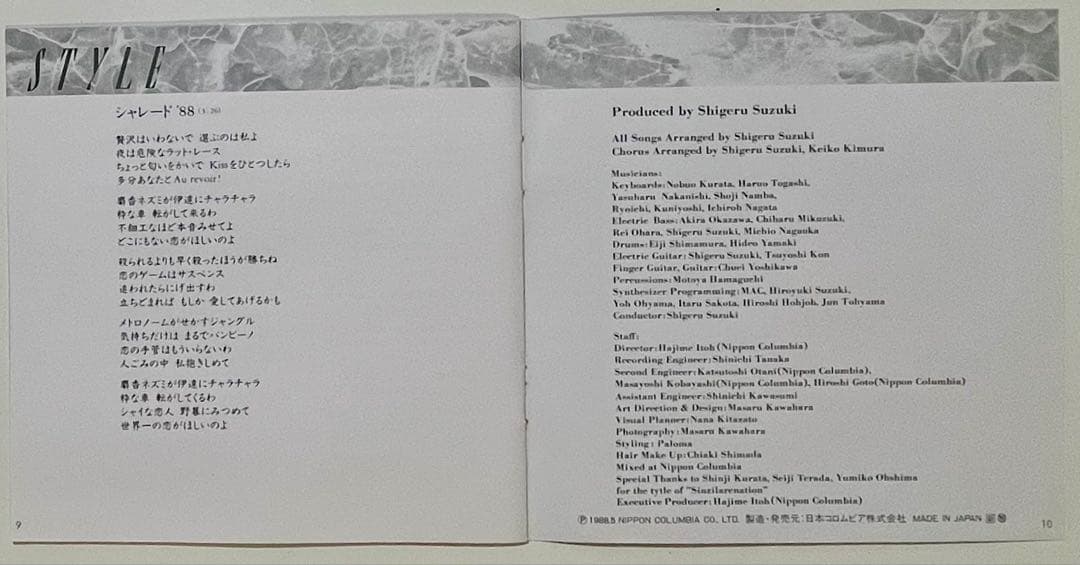 STYLE
シャレード'88 (3:26)
贅沢はいわないで 選ぶのは私よ
夜は危険なラット・レース
ちょっと匂いをかいで Kissをひとつしたら
多分あなたとAu revoir!
麝香ネズミが伊達にチャラチャラ
粋な車 転がして来るわ
不細工なほど本音みせてよ
どこにもない恋がほしいのよ
殺られるよりも早く殺ったほうが勝ちね
恋のゲームはサスペンス
追われたらにげ出すわ
立ちどまれば もしか 愛してあげるかも
メトロノームがせかすジャングル
気持ちだけは まるでバンビーノ
恋の手管はもういらないわ
人ごみの中 私抱きしめて
麝香ネズミが伊達にチャラチャラ
粋な車 転がしてくるわ
シャイな恋人 野暮にみつめて
世界一の恋がほしいのよ
9
Produced by Shigeru Suzuki
All Songs Arranged by Shigeru Suzuki
Chorus Arranged by Shigeru Suzuki, Keiko Kimura
Musicians:
Keyboards: Nobuo Kurata, Haruo Togashi,
Yasuharu Nakanishi, Shoji Namba,
Ryoichi, Kuniyoshi, Ichiroh Nagata
Electric Bass: Akira Okazawa, Chiharu Mikuzuki,
Rei Ohara, Shigeru Suzuki, Michio Nagaoka
Drums: Eiji Shimamura, Hideo Yamaki
Electric Guitar: Shigeru Suzuki, Tsuyoshi Kon
Finger Guitar, Guitar: Chuei Yoshikawa
Percussions: Motoya Hamaguchi
Synthesizer Programming: MAC, Hiroyuki Suzuki,
Yoh Ohyama, Itaru Sakota, Hiroshi Hohjoh, Jun Tohyama
Conductor: Shigeru Suzuki
Staff:
Director: Hajime Itoh (Nippon Columbia)
Recording Engineer: Shinichi Tanaka
Second Engineer: Katsutoshi Otani (Nippon Columbia),
Masayoshi Kobayashi (Nippon Columbia), Hiroshi Goto (Nippon Columbia)
Assistant Engineer: Shinichi Kawasumi
Art Direction & Design: Masaru Kawahara
Visual Planner: Nana Kitazato
Photography: Masaru Kawahara
Styling: Paloma
Hair Make Up: Chiaki Shimada
Mixed at Nippon Columbia
Special Thanks to Shinji Kurata, Seiji Terada, Yumiko Ohshima
for the tytle of "Sinzilarenation"
Executive Producer: Hajime Itoh (Nippon Columbia)
Ⓟ1988.5 NIPPON COLUMBIA CO., LTD. 製造・発売元：日本コロムビア株式会社 MADE IN JAPAN
10